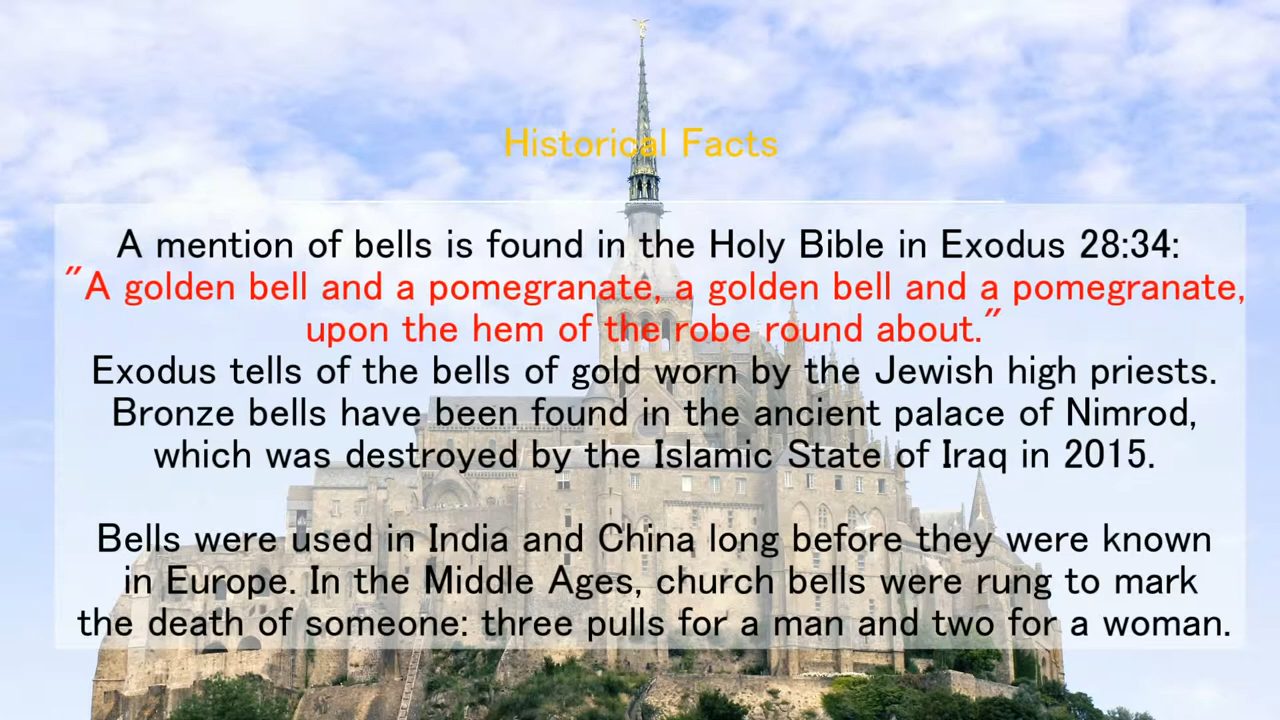 Historical Facts
A mention of bells is found in the Holy Bible in Exodus 28:34:
"A golden bell and a pomegranate, a golden bell and a pomegranate,
upon the hem of the robe round about."
Exodus tells of the bells of gold worn by the Jewish high priests.
Bronze bells have been found in the ancient palace of Nimrod,
which was destroyed by the Islamic State of Iraq in 2015.
Bells were used in India and China long before they were known
in Europe. In the Middle Ages, church bells were rung to mark
the death of someone: three pulls for a man and two for a woman.